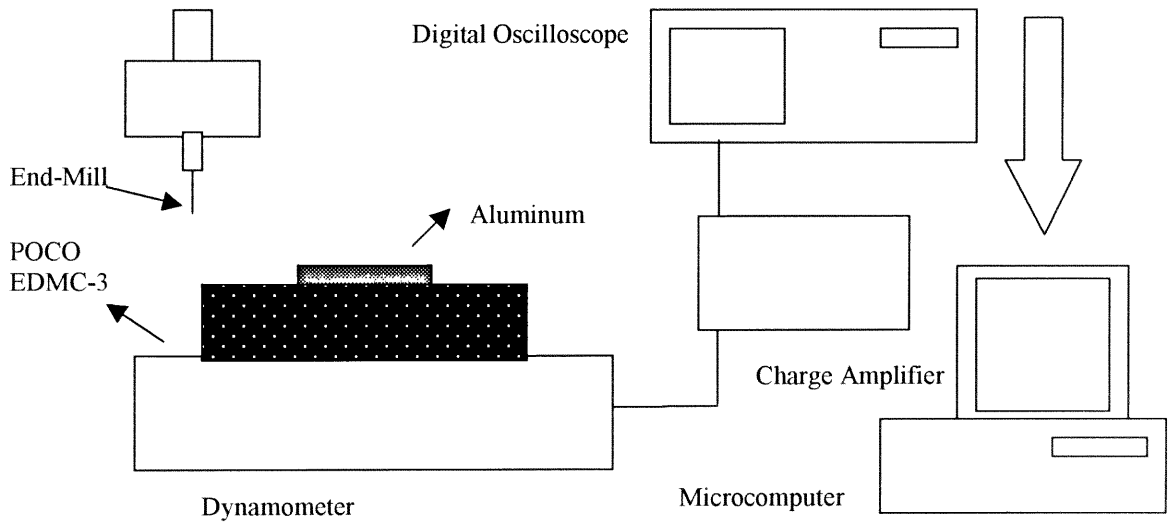 Digital Oscilloscope
End-Mill
Aluminum
POCO
EDMC-3
Charge Amplifier
Microcomputer
Dynamometer